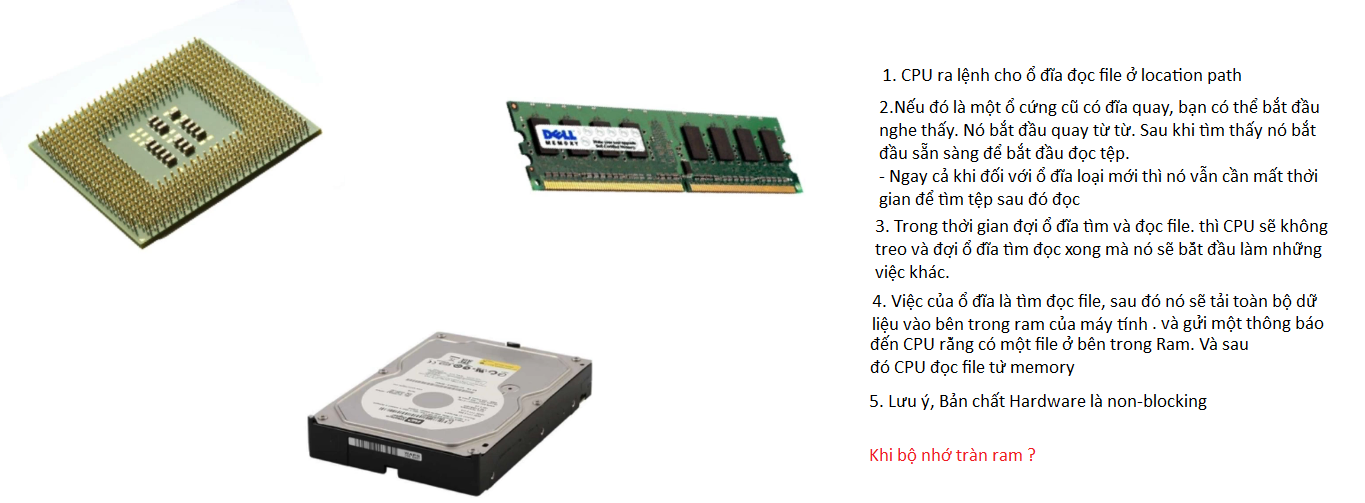 1. CPU ra lệnh cho ổ đĩa đọc file ở location path
2.Nếu đó là một ổ cứng cũ có đĩa quay, bạn có thể bắt đầu
nghe thấy. Nó bắt đầu quay từ từ. Sau khi tìm thấy nó bắt
đầu sẵn sàng để bắt đầu đọc tệp.
- Ngay cả khi đối với ổ đĩa loại mới thì nó vẫn cần mất thời
gian để tìm tệp sau đó đọc
3. Trong thời gian đợi ổ đĩa tìm và đọc file. thì CPU sẽ không
treo và đợi ổ đĩa tìm đọc xong mà nó sẽ bắt đầu làm những
việc khác.
4. Việc của ổ đĩa là tìm đọc file, sau đó nó sẽ tải toàn bộ dữ
liệu vào bên trong ram của máy tính . và gửi một thông báo
đến CPU rằng có một file ở bên trong Ram. Và sau
đó CPU đọc file từ memory
5. Lưu ý, Bản chất Hardware là non-blocking
Khi bộ nhớ tràn ram ?
DELL
MEMORY